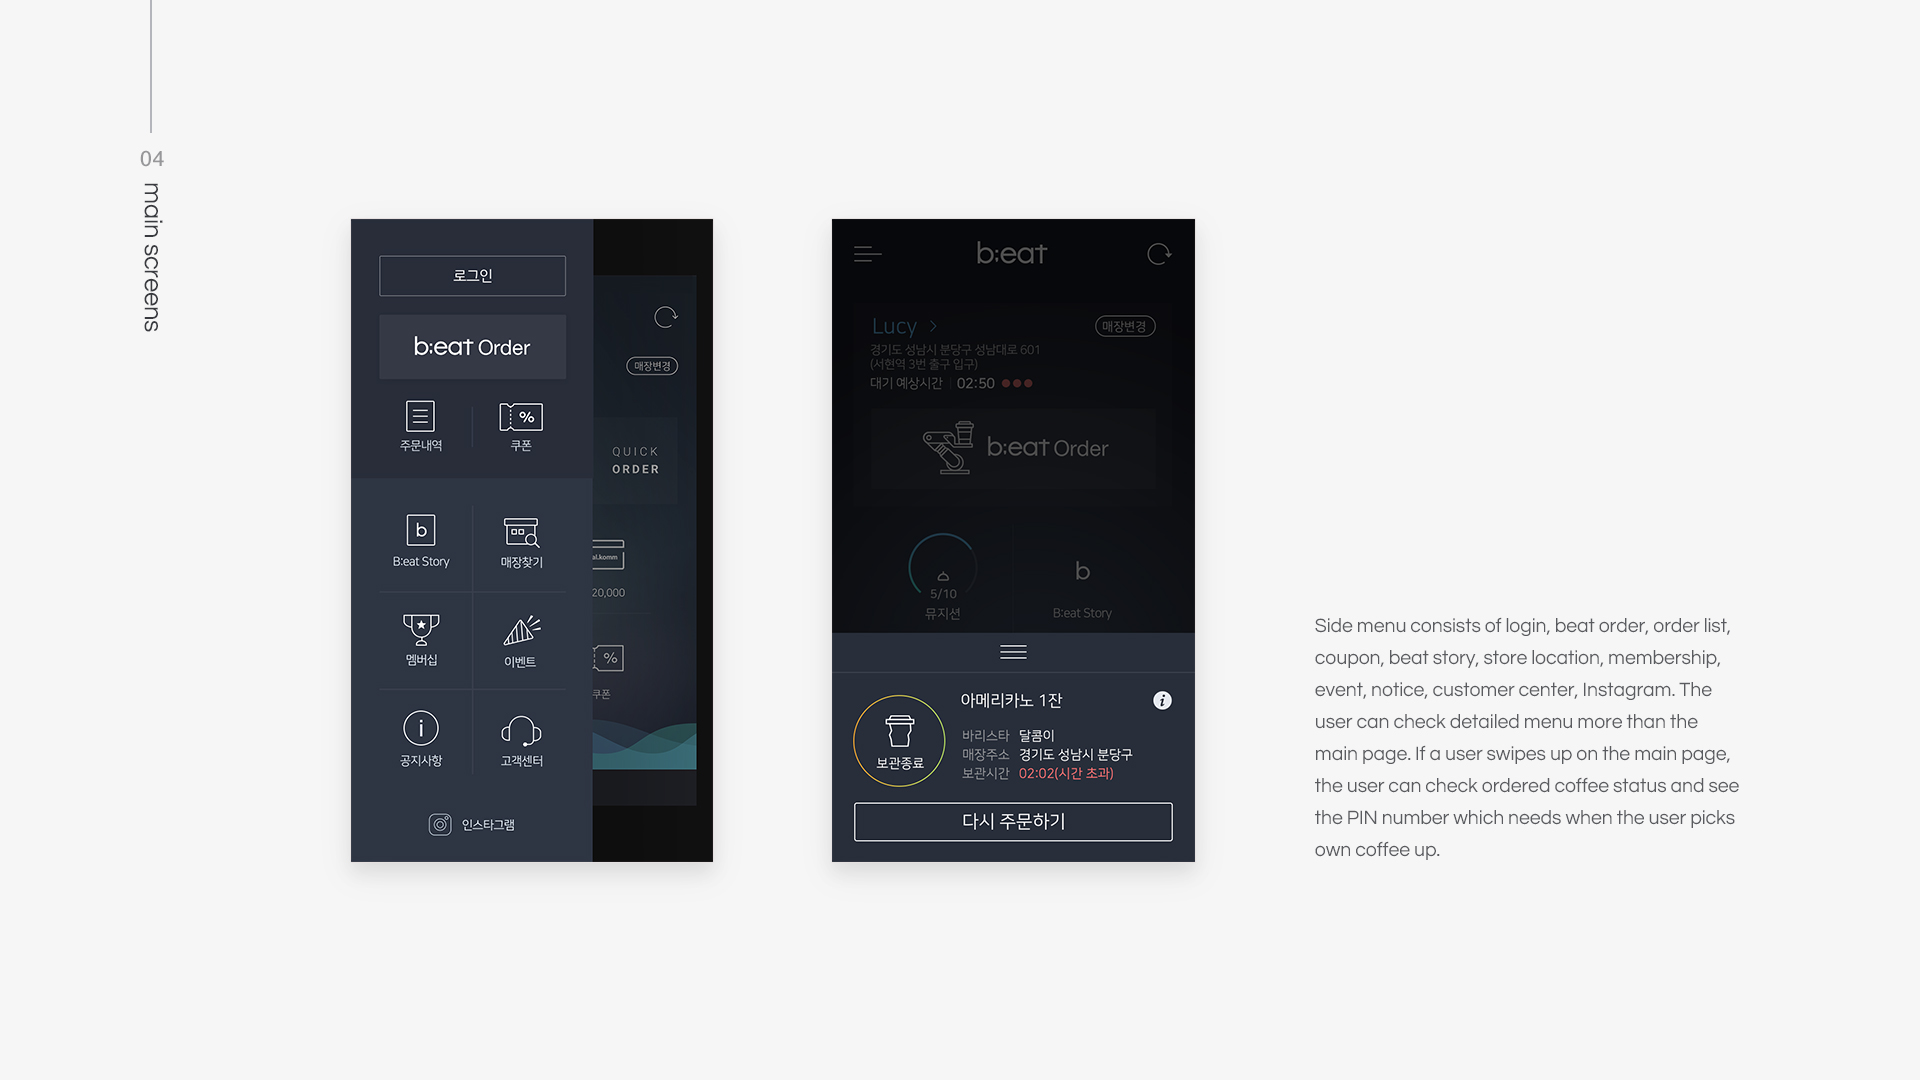 04
main screens
로그인
b;eat Order
주문내역
쿠폰
b
B:eat Story
매장찾기
멤버십
이벤트
공지사항
고객센터
인스타그램
매장변경
QUICK
ORDER
al.komm
20,000
%
쿠폰
b;eat
Lucy >
매장변경
경기도 성남시 분당구 성남대로 601
(서현역 3번 출구 입구)
대기 예상시간 02:50
b;eat Order
5/10
뮤지션
b
B:eat Story
아메리카노 1잔
보관종료
바리스타 달콤이
매장주소 경기도 성남시 분당구
보관시간 02:02(시간 초과)
다시 주문하기
Side menu consists of login, beat order, order list,
coupon, beat story, store location, membership,
event, notice, customer center, Instagram. The
user can check detailed menu more than the
main page. If a user swipes up on the main page,
the user can check ordered coffee status and see
the PIN number which needs when the user picks
own coffee up.